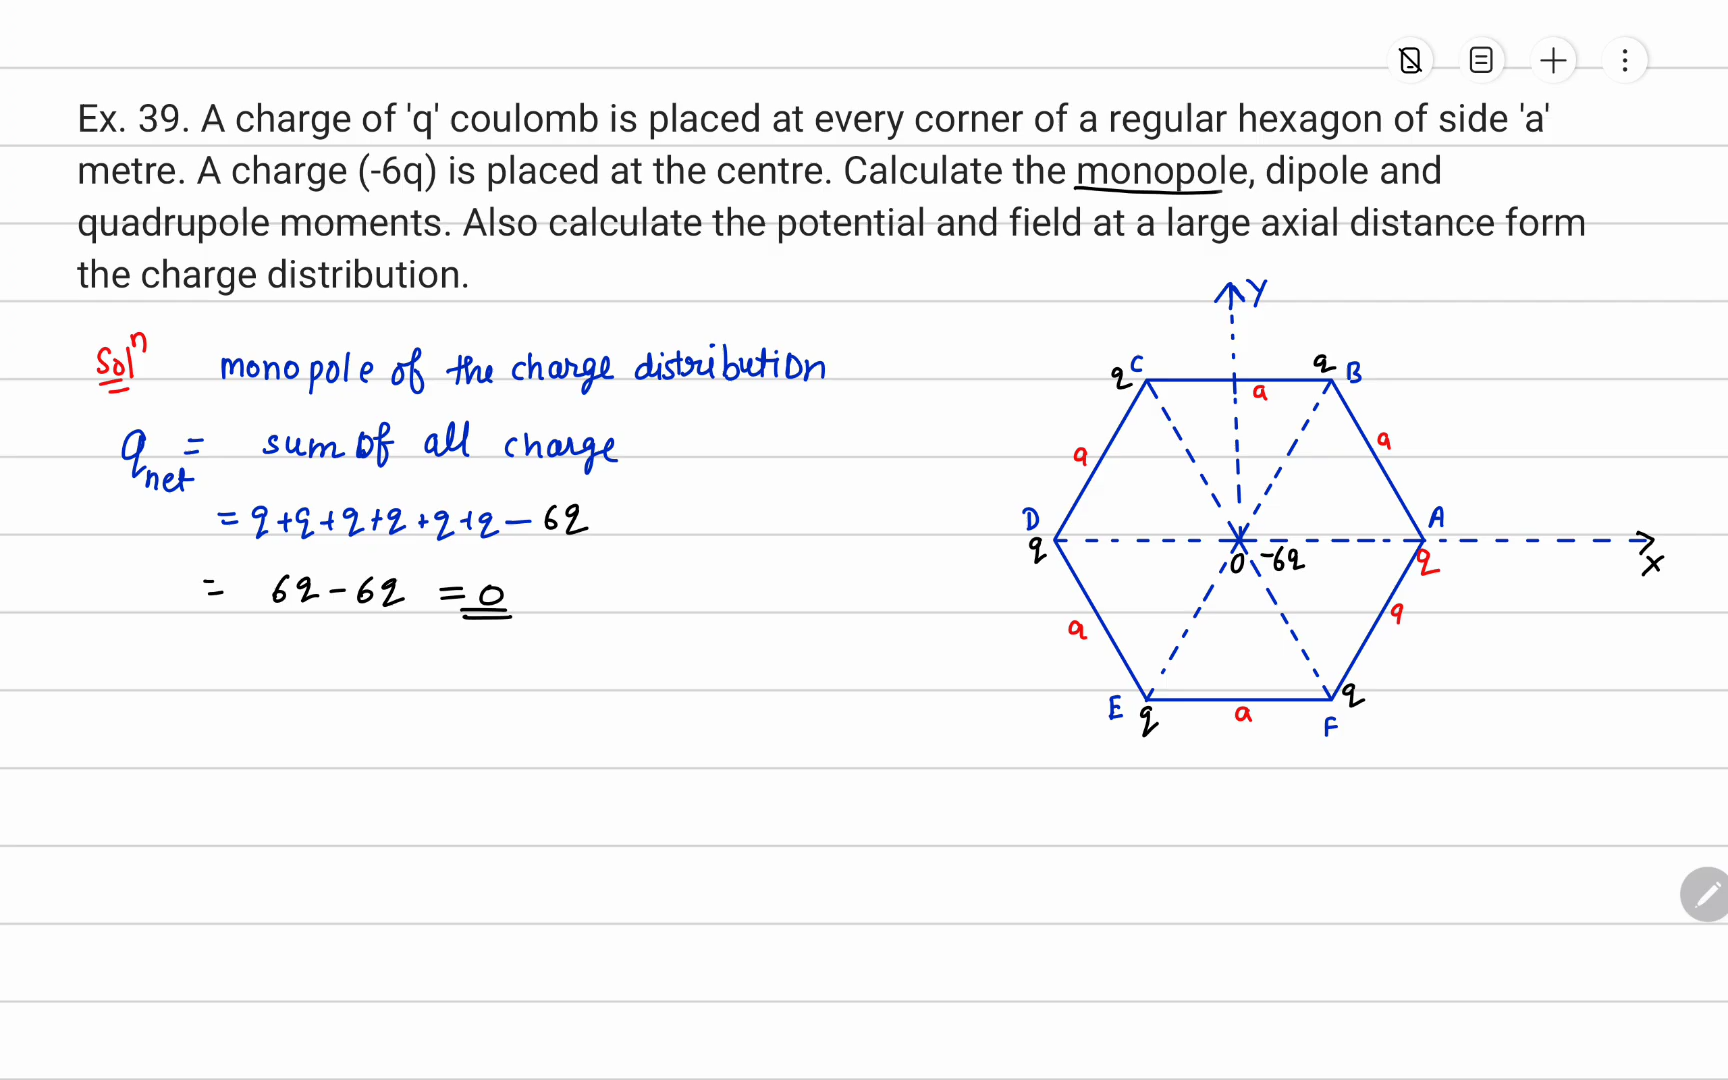 Ex. 39. A charge of 'q' coulomb is placed at every corner of a regular hexagon of side 'a'
metre. A charge (-6q) is placed at the centre. Calculate the monopole, dipole and
quadrupole moments. Also calculate the potential and field at a large axial distance form
the charge distribution.
Solⁿ monopole of the charge distribution
q_net = sum of all charge
= q+q+q+q+q+q-6q
= 6q-6q = 0
Y
q C q B
a
a a
D A
q O -6q q X
a a
E q F q
a